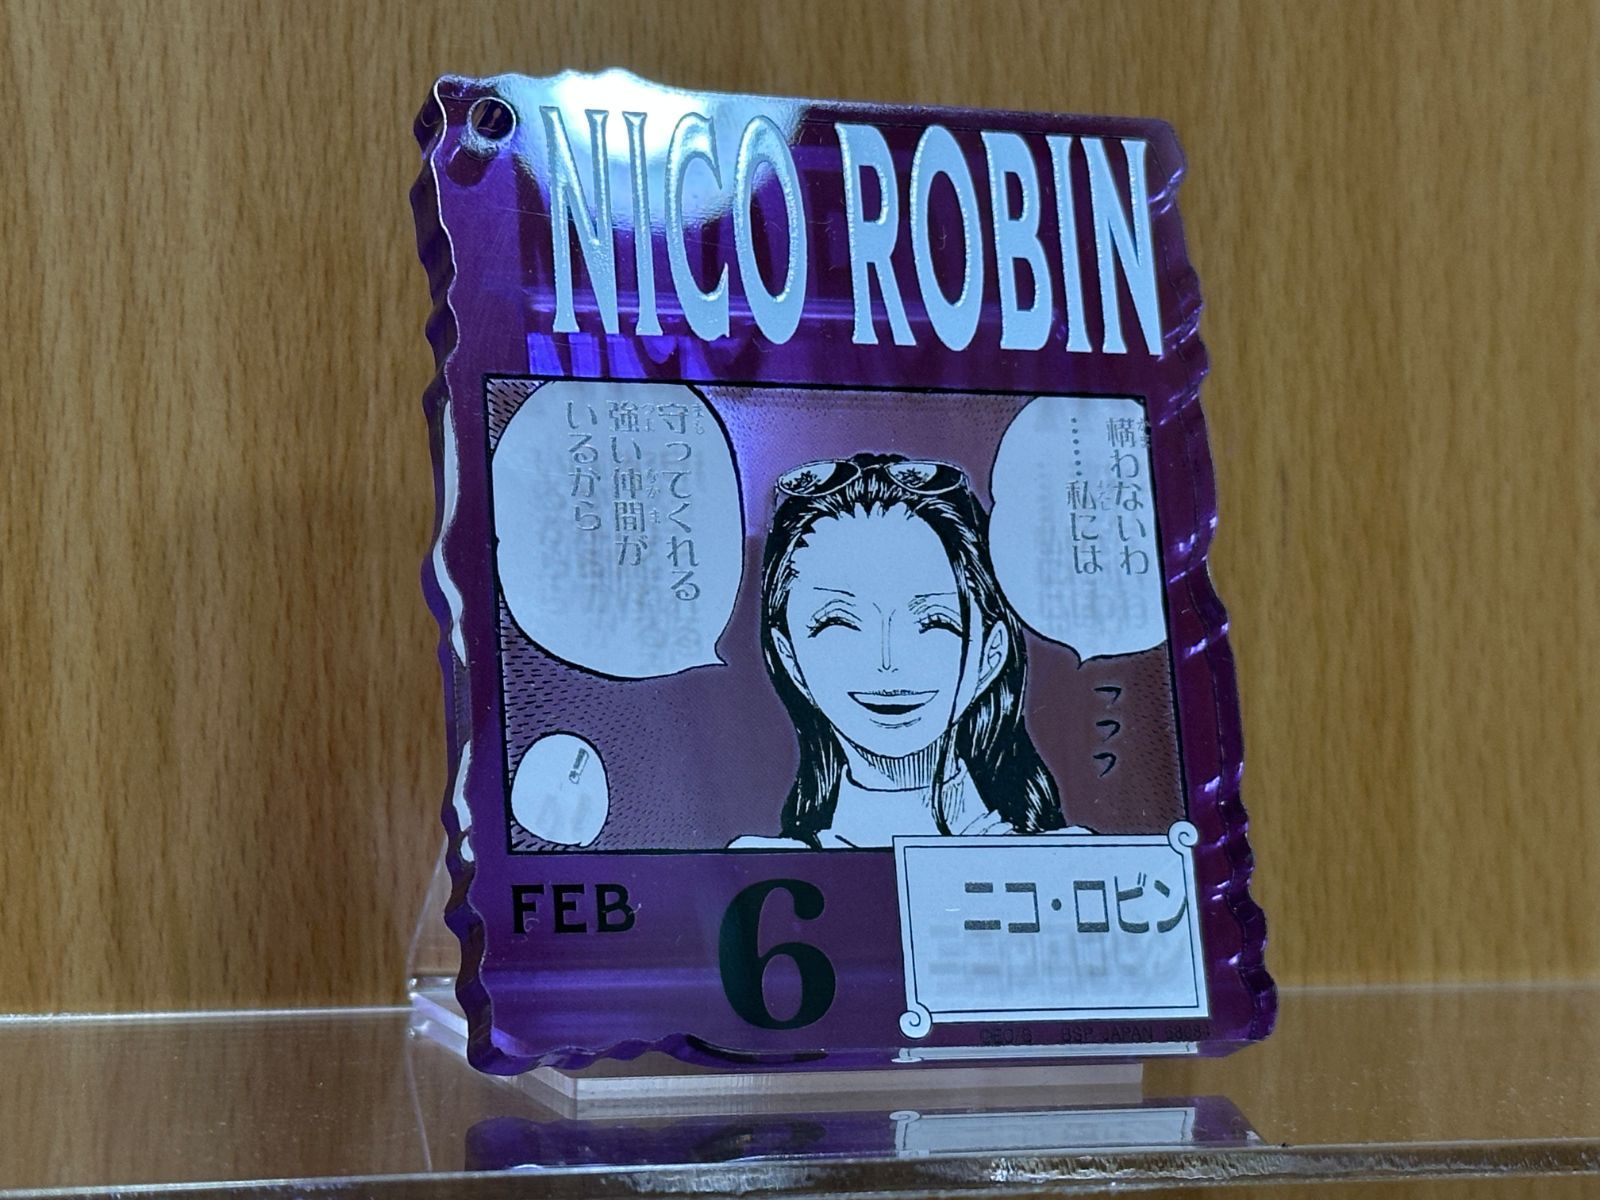 NICO ROBIN
構わないわ
……私には
守ってくれる
強い仲間が
いるから
フフフ
FEB
6
ニコ・ロビン